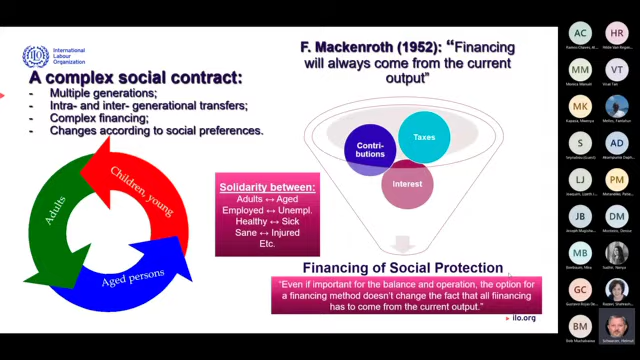 International
Labour
Organization
A complex social contract:
- Multiple generations;
- Intra- and inter-generational transfers;
- Complex financing;
- Changes according to social preferences.
Adults
Children, young
Aged persons
Solidarity between:
Adults ↔ Aged
Employed ↔ Unempl.
Healthy ↔ Sick
Sane ↔ Injured
Etc.
F. Mackenroth (1952): “Financing
will always come from the current
output”
Contri-
butions
Taxes
Interest
Financing of Social Protection
“Even if important for the balance and operation, the option for
a financing method doesn't change the fact that all financing
has to come from the current output.”
ilo.org
AC
HR
MM
VT
MK
S
AD
LJ
PM
JB
DM
MB
GC
BM